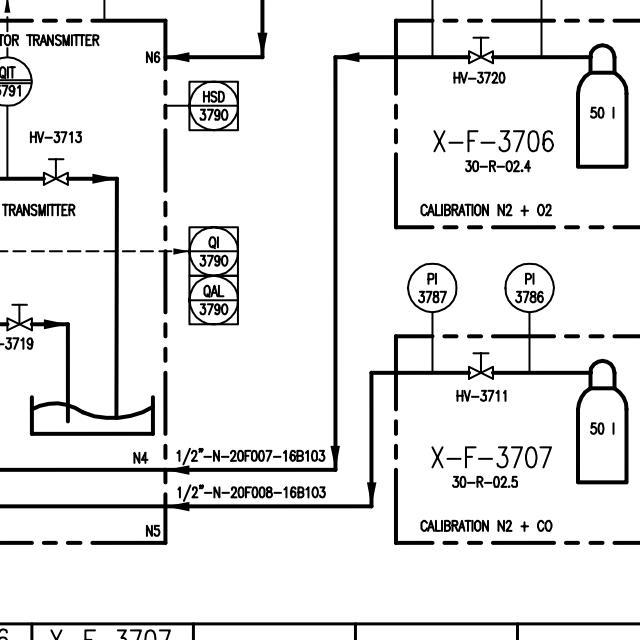 TOR TRANSMITTER
N6
QIT
3791
HSD
3790
HV-3713
HV-3720
50 l
X-F-3706
30-R-02.4
TRANSMITTER
CALIBRATION N2 + O2
QI
3790
QAL
3790
PI
3787
PI
3786
-3719
HV-3711
50 l
N4
1/2"-N-20F007-16B103
X-F-3707
30-R-02.5
1/2"-N-20F008-16B103
N5
CALIBRATION N2 + CO
6
X-F-3707